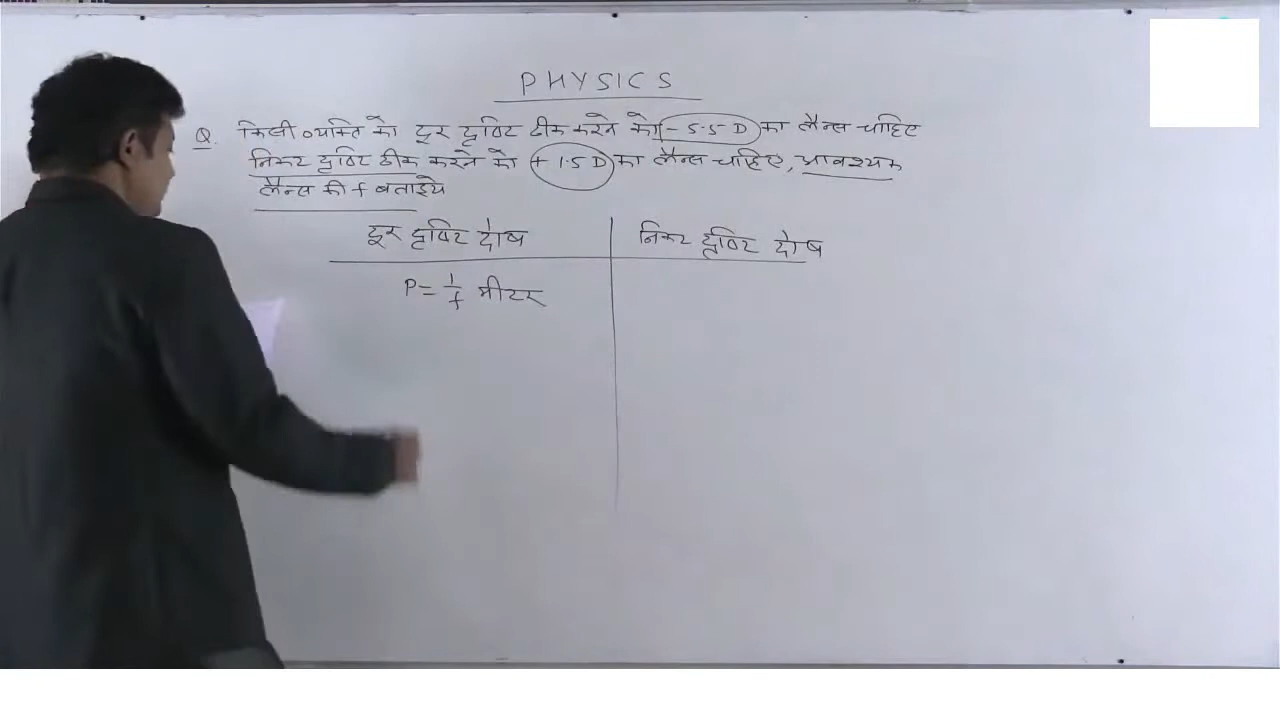 PHYSICS
Q. किसी व्यक्ति को दूर दृष्टि ठीक करने को - 5.5 D का लैन्स चाहिए
निकट दृष्टि ठीक करने को + 1.5 D का लैन्स चाहिए, आवश्यक
लैन्स की f बताइये
दूर दृष्टि दोष
निकट दृष्टि दोष
P = 1/f मीटर